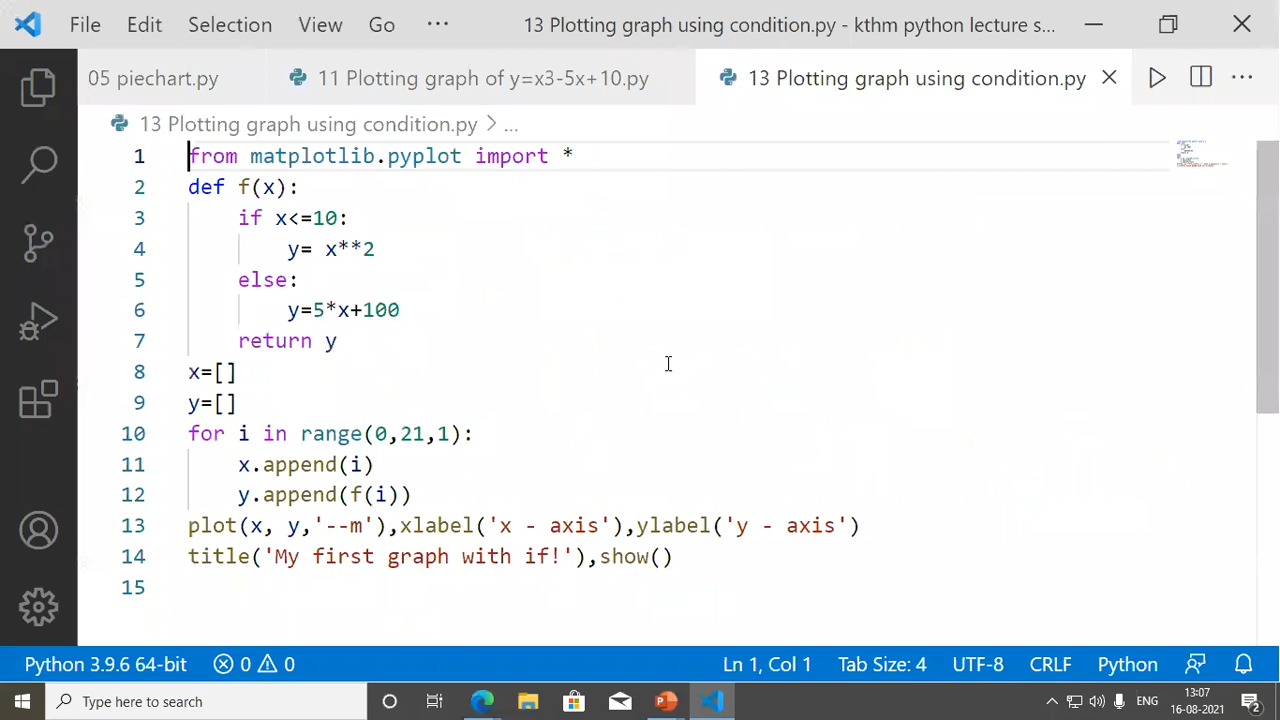 File Edit Selection View Go ··· 13 Plotting graph using condition.py - kthm python lecture s...
05 piechart.py 11 Plotting graph of y=x3-5x+10.py 13 Plotting graph using condition.py
13 Plotting graph using condition.py > ...
1 from matplotlib.pyplot import *
2 def f(x):
3 if x<=10:
4 y= x**2
5 else:
6 y=5*x+100
7 return y
8 x=[]
9 y=[]
10 for i in range(0,21,1):
11 x.append(i)
12 y.append(f(i))
13 plot(x, y,'--m'),xlabel('x - axis'),ylabel('y - axis')
14 title('My first graph with if!'),show()
15
Python 3.9.6 64-bit 0 0 Ln 1, Col 1 Tab Size: 4 UTF-8 CRLF Python
Type here to search ENG 13:07
16-08-2021 2